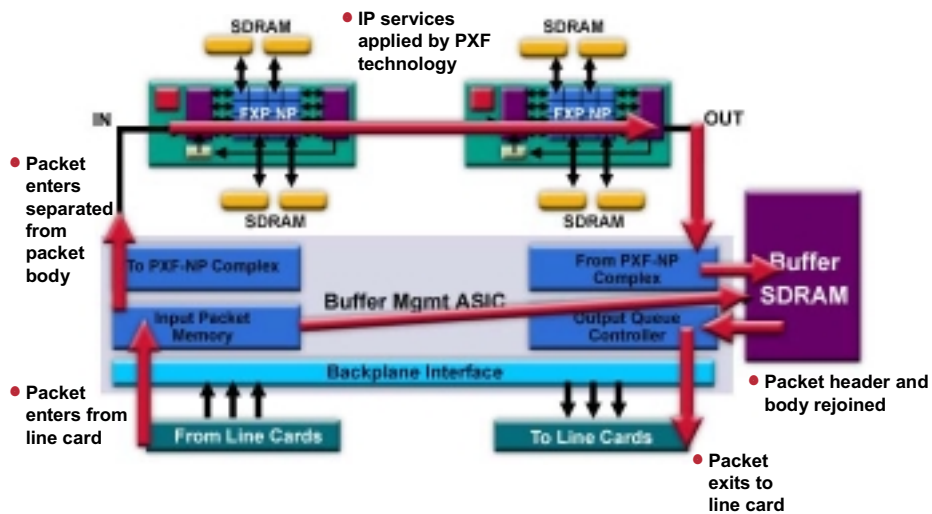 SDRAM
IP services
applied by PXF
technology
SDRAM
IN
FXP NP
FXP NP
OUT
Packet
enters
separated
from
packet
body
SDRAM
SDRAM
To PXF-NP Complex
From PXF-NP
Complex
Buffer
SDRAM
Buffer Mgmt ASIC
Input Packet
Memory
Output Queue
Controller
Backplane Interface
Packet
enters from
line card
Packet header and
body rejoined
From Line Cards
To Line Cards
Packet
exits to
line card